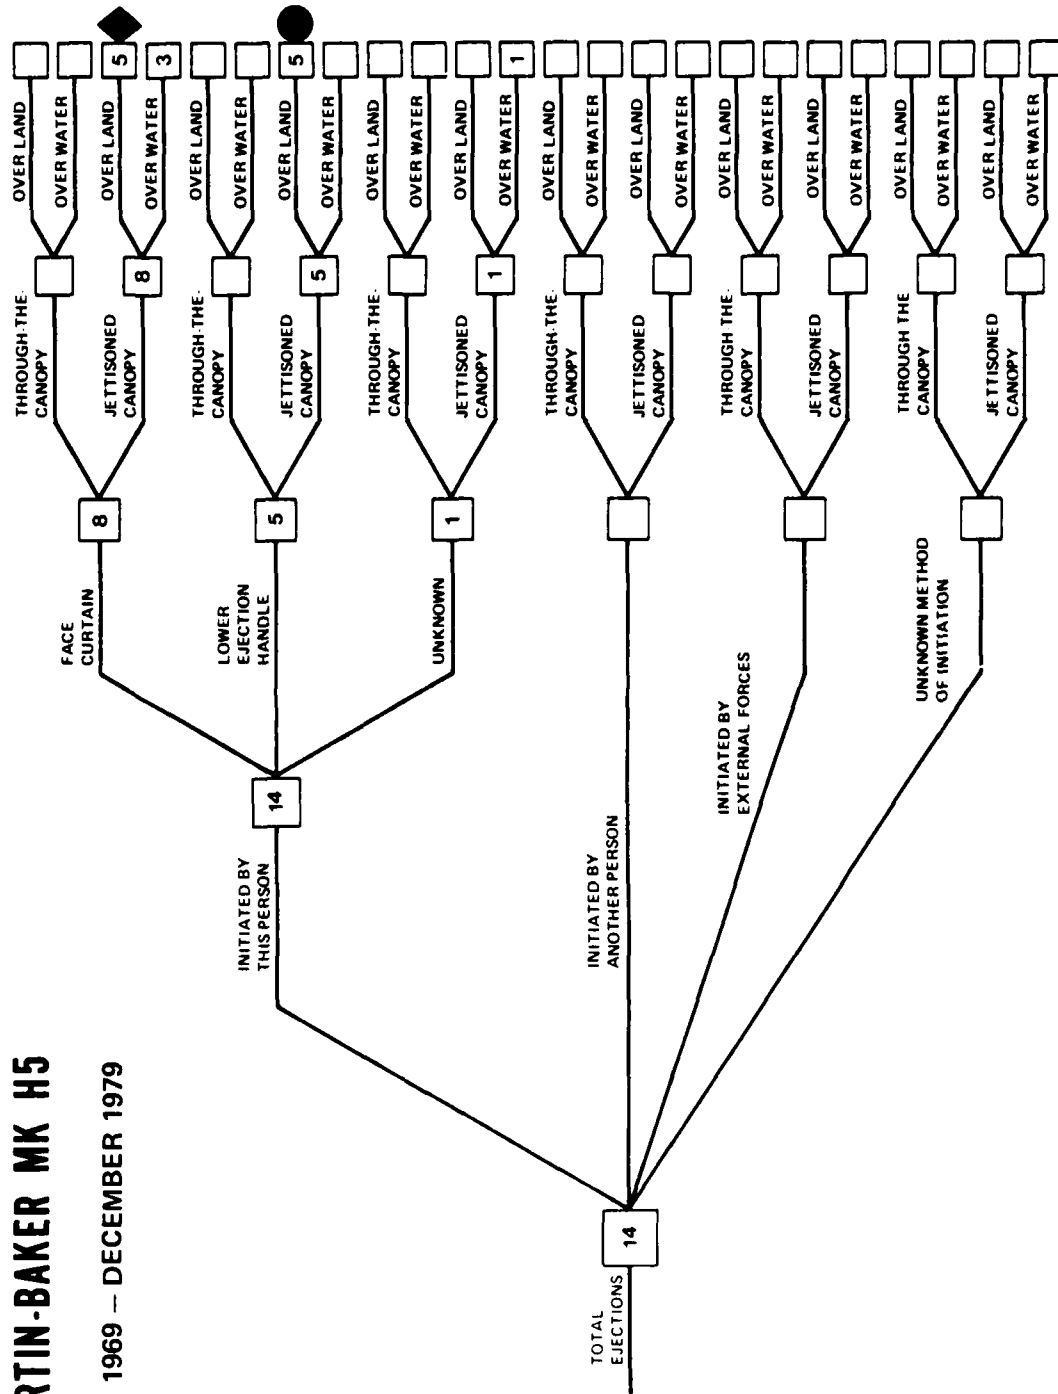 RTIN-BAKER MK H5
1969 – DECEMBER 1979
TOTAL
EJECTIONS
14
INITIATED BY
THIS PERSON
14
INITIATED BY
ANOTHER PERSON
INITIATED BY
EXTERNAL FORCES
UNKNOWN METHOD
OF INITIATION
FACE
CURTAIN
8
LOWER
EJECTION
HANDLE
5
UNKNOWN
1
THROUGH-THE-
CANOPY
JETTISONED
CANOPY
8
THROUGH-THE-
CANOPY
JETTISONED
CANOPY
5
THROUGH-THE-
CANOPY
JETTISONED
CANOPY
1
THROUGH-THE-
CANOPY
JETTISONED
CANOPY
THROUGH THE-
CANOPY
JETTISONED
CANOPY
THROUGH THE
CANOPY
JETTISONED
CANOPY
OVER LAND
OVER WATER
OVER LAND 5
OVER WATER 3
OVER LAND
OVER WATER
OVER LAND 5
OVER WATER
OVER LAND
OVER WATER
OVER LAND
OVER WATER 1
OVER LAND
OVER WATER
OVER LAND
OVER WATER
OVER LAND
OVER WATER
OVER LAND
OVER WATER
OVER LAND
OVER WATER
OVER LAND
OVER WATER